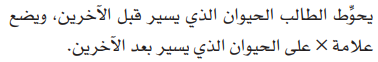 يحوِّط الطالب الحيوان الذي يسير قبل الآخرين، ويضع
علامة × على الحيوان الذي يسير بعد الآخرين.